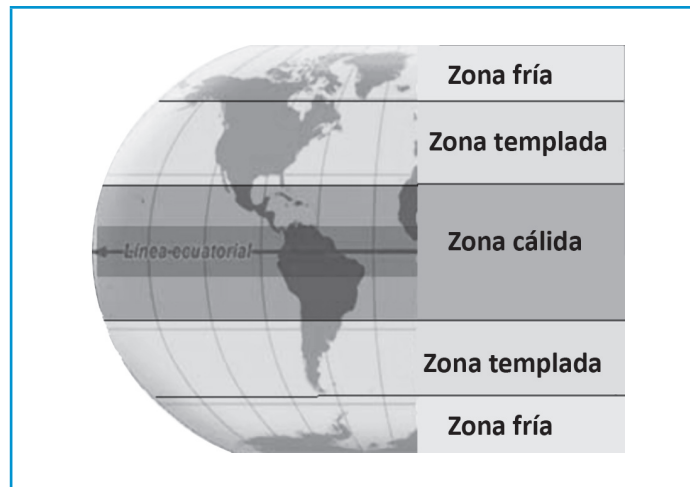 Zona fría
Zona templada
Zona cálida
Línea ecuatorial
Zona templada
Zona fría